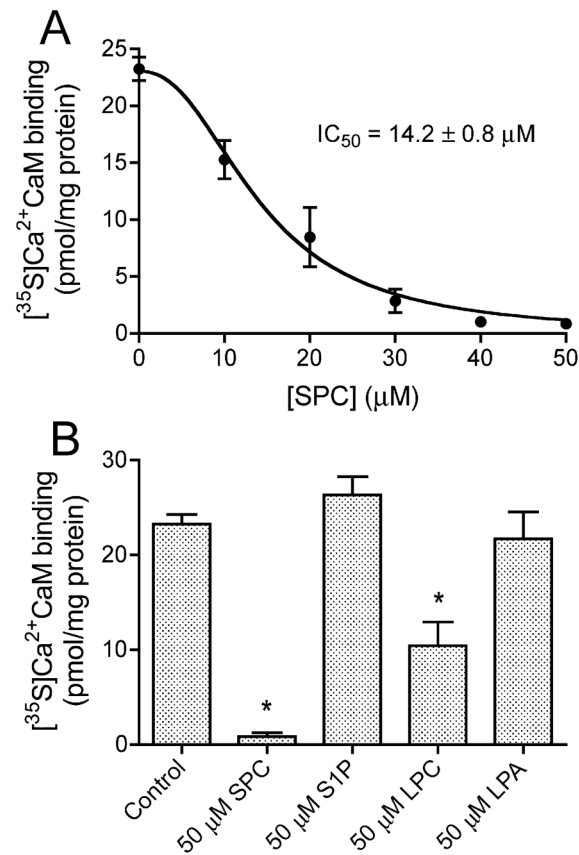 A
[³⁵S]Ca²⁺CaM binding
(pmol/mg protein)
25
20
15
10
5
0
IC₅₀ = 14.2 ± 0.8 μM
0 10 20 30 40 50
[SPC] (μM)
B
[³⁵S]Ca²⁺CaM binding
(pmol/mg protein)
30
20
10
0
*
*
Control
50 μM SPC
50 μM S1P
50 μM LPC
50 μM LPA